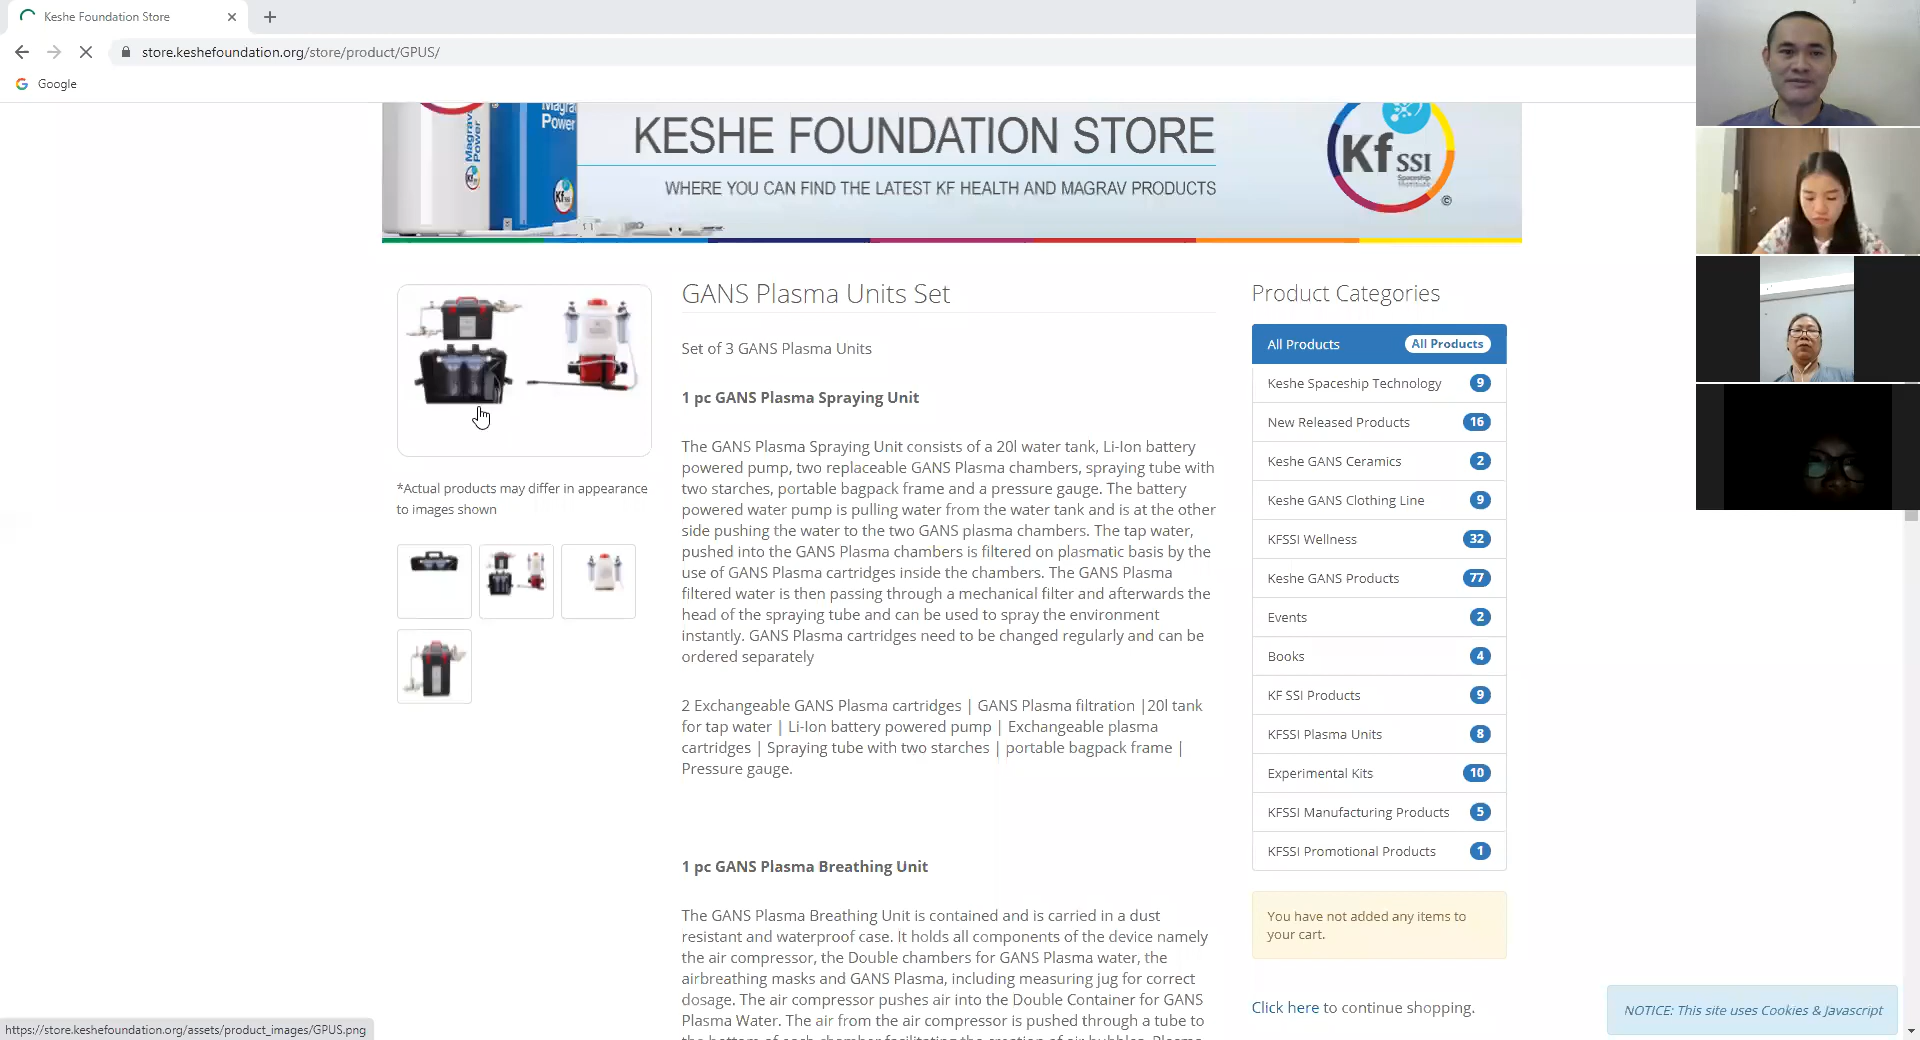 Keshe Foundation Store
store.keshefoundation.org/store/product/GPUS/
Google
Magrav Power
Power
KESHE FOUNDATION STORE
WHERE YOU CAN FIND THE LATEST KF HEALTH AND MAGRAV PRODUCTS
Kf SSI
Spaceship
Institute
©
GANS Plasma Units Set
Set of 3 GANS Plasma Units
1 pc GANS Plasma Spraying Unit
The GANS Plasma Spraying Unit consists of a 20l water tank, Li-Ion battery
powered pump, two replaceable GANS Plasma chambers, spraying tube with
two starches, portable bagpack frame and a pressure gauge. The battery
powered water pump is pulling water from the water tank and is at the other
side pushing the water to the two GANS plasma chambers. The tap water,
pushed into the GANS Plasma chambers is filtered on plasmatic basis by the
use of GANS Plasma cartridges inside the chambers. The GANS Plasma
filtered water is then passing through a mechanical filter and afterwards the
head of the spraying tube and can be used to spray the environment
instantly. GANS Plasma cartridges need to be changed regularly and can be
ordered separately
2 Exchangeable GANS Plasma cartridges | GANS Plasma filtration |20l tank
for tap water | Li-Ion battery powered pump | Exchangeable plasma
cartridges | Spraying tube with two starches | portable bagpack frame |
Pressure gauge.
1 pc GANS Plasma Breathing Unit
The GANS Plasma Breathing Unit is contained and is carried in a dust
resistant and waterproof case. It holds all components of the device namely
the air compressor, the Double chambers for GANS Plasma water, the
airbreathing masks and GANS Plasma, including measuring jug for correct
dosage. The air compressor pushes air into the Double Container for GANS
Plasma Water. The air from the air compressor is pushed through a tube to
*Actual products may differ in appearance
to images shown
Product Categories
All Products All Products
Keshe Spaceship Technology 9
New Released Products 16
Keshe GANS Ceramics 2
Keshe GANS Clothing Line 9
KFSSI Wellness 32
Keshe GANS Products 77
Events 2
Books 4
KF SSI Products 9
KFSSI Plasma Units 8
Experimental Kits 10
KFSSI Manufacturing Products 5
KFSSI Promotional Products 1
You have not added any items to
your cart.
Click here to continue shopping.
NOTICE: This site uses Cookies & Javascript
https://store.keshefoundation.org/assets/product_images/GPUS.png